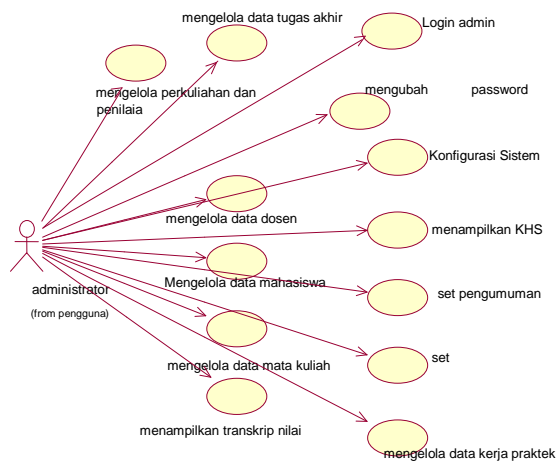 mengelola data tugas akhir
Login admin
mengelola perkuliahan dan
penilaia
mengubah password
Konfigurasi Sistem
mengelola data dosen
menampilkan KHS
Mengelola data mahasiswa
administrator
(from pengguna)
set pengumuman
mengelola data mata kuliah
set
menampilkan transkrip nilai
mengelola data kerja praktek